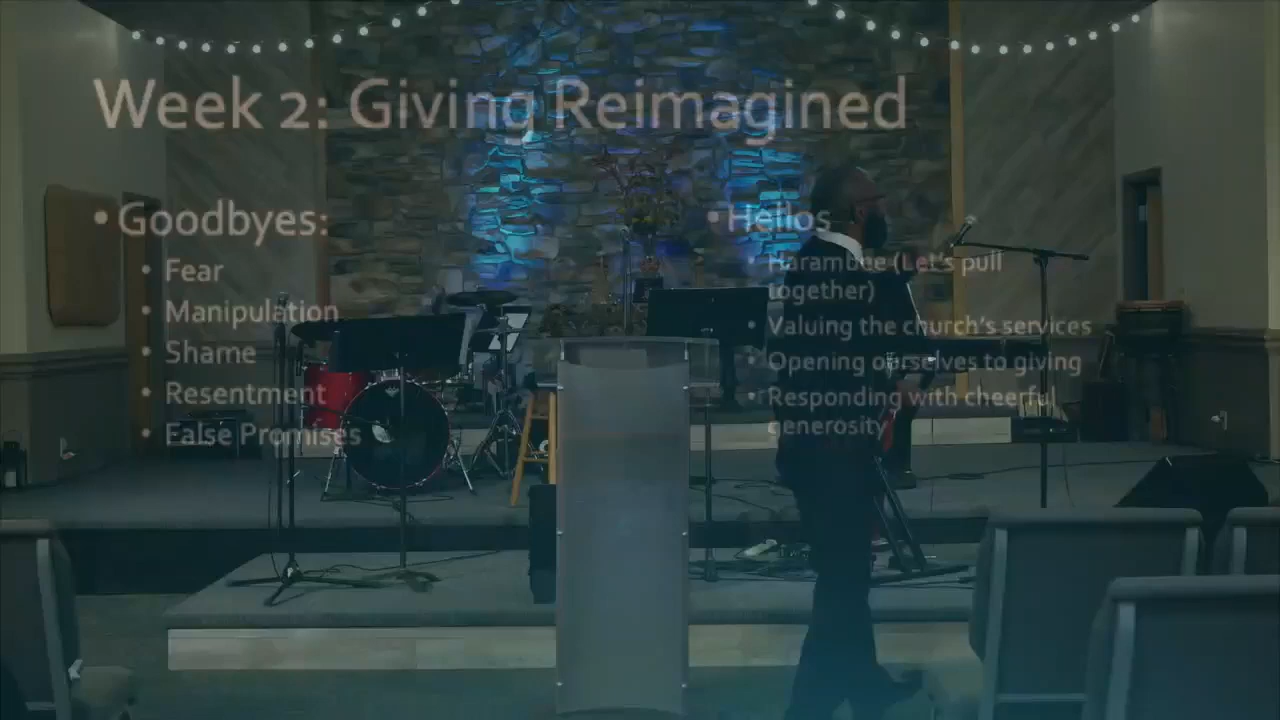 Week 2: Giving Reimagined
• Goodbyes:
• Fear
• Manipulation
• Shame
• Resentment
• False Promises
• Hellos
• Harambee (Let's pull
together)
• Valuing the church's services
• Opening ourselves to giving
• Responding with cheerful
generosity